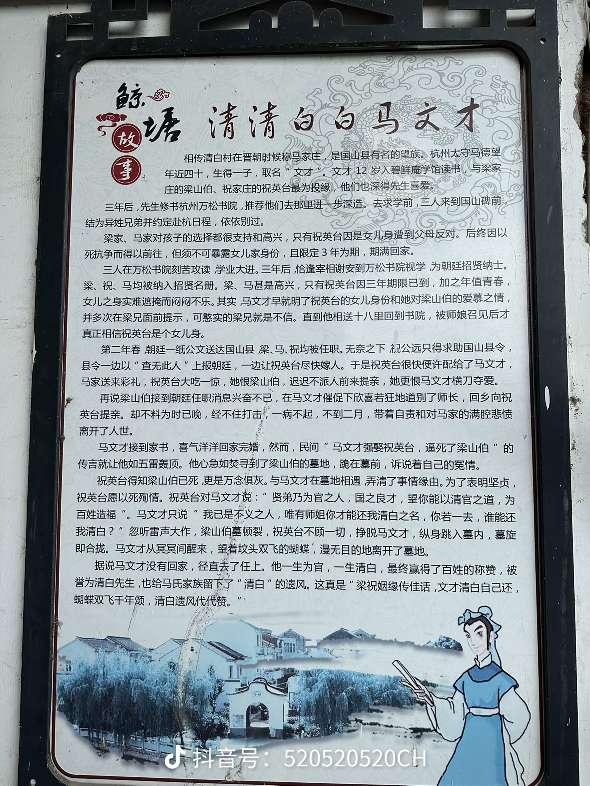 鲸塘
故事
清清白白马文才
相传清白村在晋朝时候称马家庄，是国山县有名的望族。杭州太守马德望
年近四十，生得一子，取名“文才”。文才12岁入碧鲜庵学馆读书，与梁家
庄的梁山伯、祝家庄的祝英台最为投缘，他们也深得先生喜爱。
三年后，先生修书杭州万松书院，推荐他们去那里进一步深造。去求学前，三人来到国山碑前
结为异姓兄弟并约定赴杭日程，依依别过。
梁家、马家对孩子的选择都很支持和高兴，只有祝英台因是女儿身遭到父母反对。后终因以
死抗争而得以前往，但须不可暴露女儿家身份，且限定3年为期，期满回家。
三人在万松书院刻苦攻读，学业大进。三年后，恰逢宰相谢安到万松书院视学，为朝廷招贤纳士。
梁、祝、马均被纳入招贤名册。梁、马甚是高兴，只有祝英台因三年期限已到，加之年值青春，
女儿之身实难遮掩而闷闷不乐。其实，马文才早就明了祝英台的女儿身份和她对梁山伯的爱慕之情，
并多次在梁兄面前提示，可憨实的梁兄就是不信。直到他相送十八里回到书院，被师娘召见后才
真正相信祝英台是个女儿身。
第二年春，朝廷一纸公文送达国山县，梁、马、祝均被任职。无奈之下，祝公远只得求助国山县令，
县令一边以“查无此人”上报朝廷，一边让祝英台尽快嫁人。于是祝英台很快便许配给了马文才，
马家送来彩礼，祝英台大吃一惊，她恨梁山伯，迟迟不派人前来提亲，她更恨马文才横刀夺爱。
再说梁山伯接到朝廷任职消息兴奋不已，在马文才催促下欣喜若狂地道别了师长，回乡向祝
英台提亲。却不料为时已晚，经不住打击，一病不起，不到二月，带着自责和对马家的满腔悲愤
离开了人世。
马文才接到家书，喜气洋洋回家完婚，然而，民间“马文才强娶祝英台，逼死了梁山伯”的
传言就让他如五雷轰顶。他心急如焚寻到了梁山伯的墓地，跪在墓前，诉说着自己的冤情。
祝英台得知梁山伯已死，更是万念俱灰。与马文才在墓地相遇，弄清了事情缘由。为了表明坚贞，
祝英台愿以死殉情。祝英台对马文才说：“贤弟乃为官之人，国之良才，望你能以清官之道，为
百姓造福”。马文才只说“我已是不义之人，唯有师姐你才能还我清白之名，你若一去，谁能还
我清白？”忽听雷声大作，梁山伯墓顿裂，祝英台不顾一切，挣脱马文才，纵身跳入墓内，墓旋
即合拢。马文才从冥冥间醒来，望着坟头双飞的蝴蝶，漫无目的地离开了墓地。
据说马文才没有回家，径直去了任上。他一生为官，一生清白，最终赢得了百姓的称赞，被
誉为清白先生，也给马氏家族留下了“清白”的遗风。这真是“梁祝姻缘传佳话，文才清白自己还，
蝴蝶双飞千年颂，清白遗风代代赞。”
抖音号：520520520CH